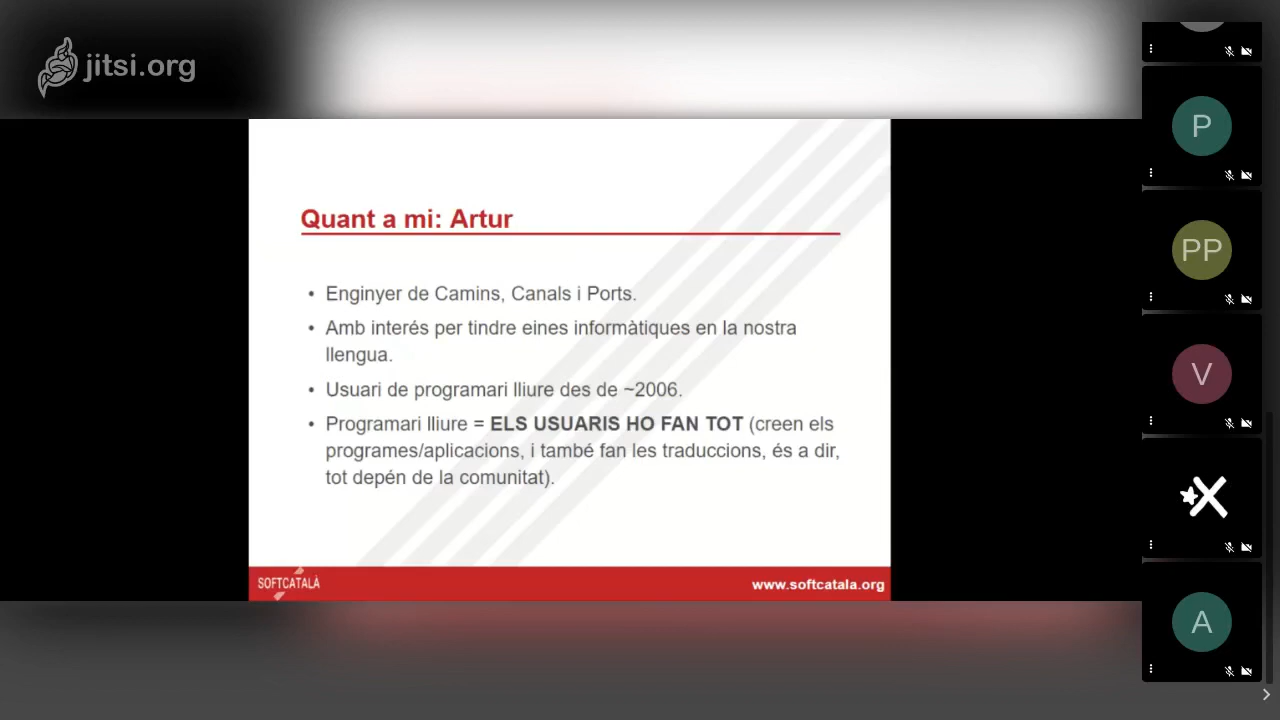 jitsi.org
Quant a mi: Artur
• Enginyer de Camins, Canals i Ports.
• Amb interés per tindre eines informàtiques en la nostra
llengua.
• Usuari de programari lliure des de ~2006.
• Programari lliure = ELS USUARIS HO FAN TOT (creen els
programes/aplicacions, i també fan les traduccions, és a dir,
tot depén de la comunitat).
SOFTCATALÀ
www.softcatala.org
P
PP
V
X
A